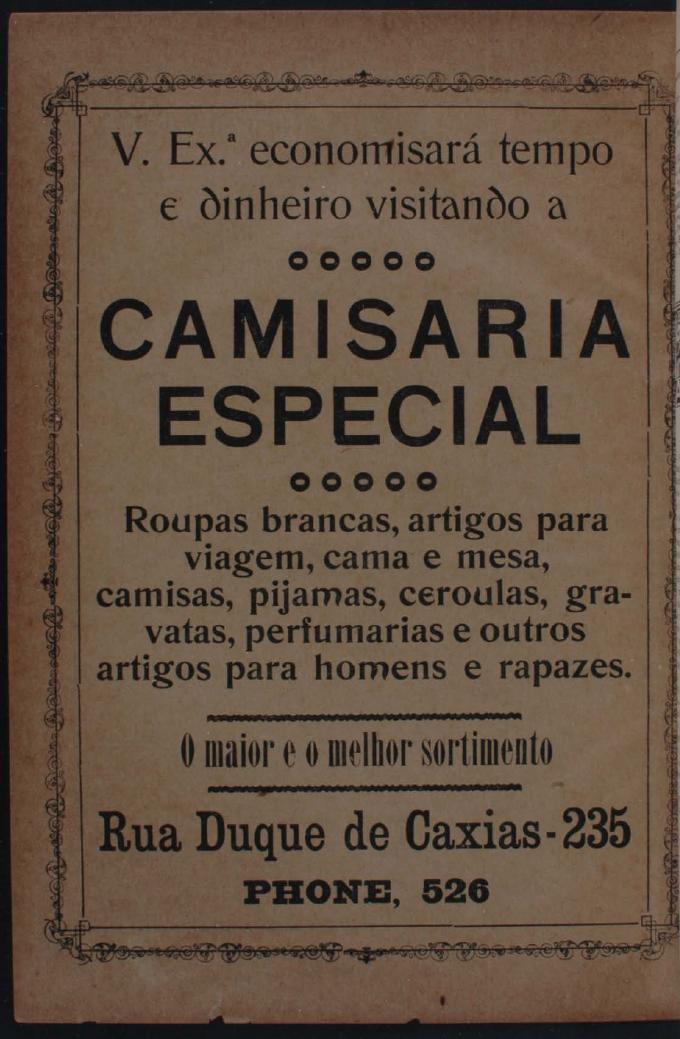 V. Ex.ª economisará tempo
e dinheiro visitando a
CAMISARIA
ESPECIAL
Roupas brancas, artigos para
viagem, cama e mesa,
camisas, pijamas, ceroulas, gra-
vatas, perfumarias e outros
artigos para homens e rapazes.
O maior e o melhor sortimento
Rua Duque de Caxias - 235
PHONE, 526